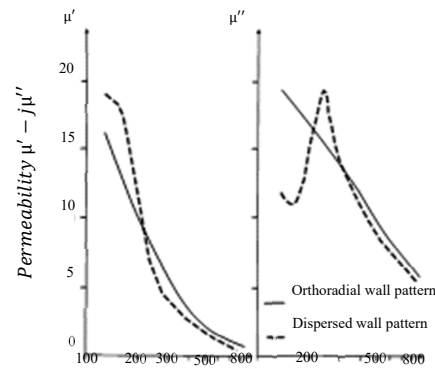 μ′
μ″
Permeability μ′ − jμ″
20
15
10
5
0
100 200 300 500 800
200 500 800
Orthoradial wall pattern
Dispersed wall pattern